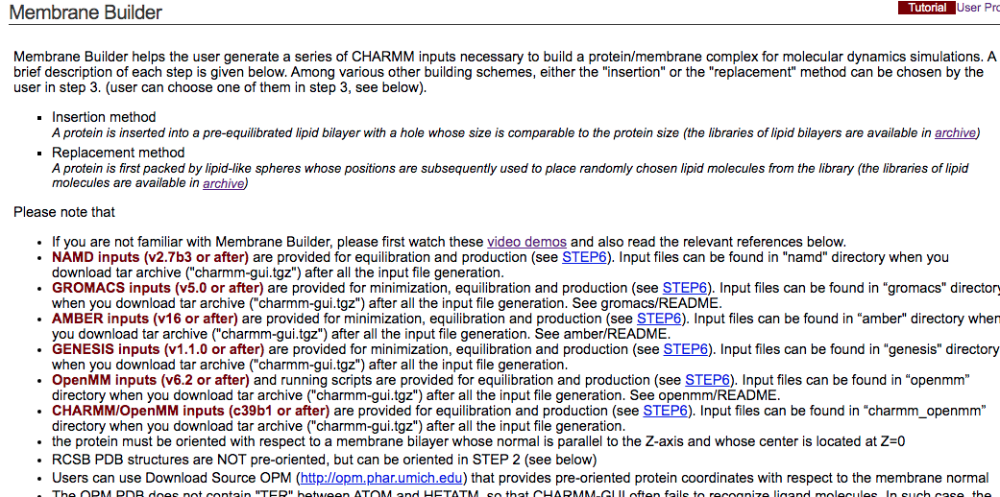 Membrane Builder
Tutorial User Pro
Membrane Builder helps the user generate a series of CHARMM inputs necessary to build a protein/membrane complex for molecular dynamics simulations. A
brief description of each step is given below. Among various other building schemes, either the "insertion" or the "replacement" method can be chosen by the
user in step 3. (user can choose one of them in step 3, see below).
Insertion method
A protein is inserted into a pre-equilibrated lipid bilayer with a hole whose size is comparable to the protein size (the libraries of lipid bilayers are available in archive)
Replacement method
A protein is first packed by lipid-like spheres whose positions are subsequently used to place randomly chosen lipid molecules from the library (the libraries of lipid
molecules are available in archive)
Please note that
If you are not familiar with Membrane Builder, please first watch these video demos and also read the relevant references below.
NAMD inputs (v2.7b3 or after) are provided for equilibration and production (see STEP6). Input files can be found in "namd" directory when you
download tar archive ("charmm-gui.tgz") after all the input file generation.
GROMACS inputs (v5.0 or after) are provided for minimization, equilibration and production (see STEP6). Input files can be found in “gromacs" directory
when you download tar archive ("charmm-gui.tgz") after all the input file generation. See gromacs/README.
AMBER inputs (v16 or after) are provided for minimization, equilibration and production (see STEP6). Input files can be found in “amber" directory when
you download tar archive ("charmm-gui.tgz") after all the input file generation. See amber/README.
GENESIS inputs (v1.1.0 or after) are provided for minimization, equilibration and production (see STEP6). Input files can be found in “genesis" directory
when you download tar archive ("charmm-gui.tgz") after all the input file generation.
OpenMM inputs (v6.2 or after) and running scripts are provided for equilibration and production (see STEP6). Input files can be found in “openmm”
directory when you download tar archive ("charmm-gui.tgz") after all the input file generation. See openmm/README.
CHARMM/OpenMM inputs (c39b1 or after) are provided for equilibration and production (see STEP6). Input files can be found in “charmm_openmm”
directory when you download tar archive ("charmm-gui.tgz") after all the input file generation.
the protein must be oriented with respect to a membrane bilayer whose normal is parallel to the Z-axis and whose center is located at Z=0
RCSB PDB structures are NOT pre-oriented, but can be oriented in STEP 2 (see below)
Users can use Download Source OPM (http://opm.phar.umich.edu) that provides pre-oriented protein coordinates with respect to the membrane normal
The OPM PDB does not contain "TER" between ATOM and HETATM, so that CHARMM-GUI often fails to recognize ligand molecules. In such case, the